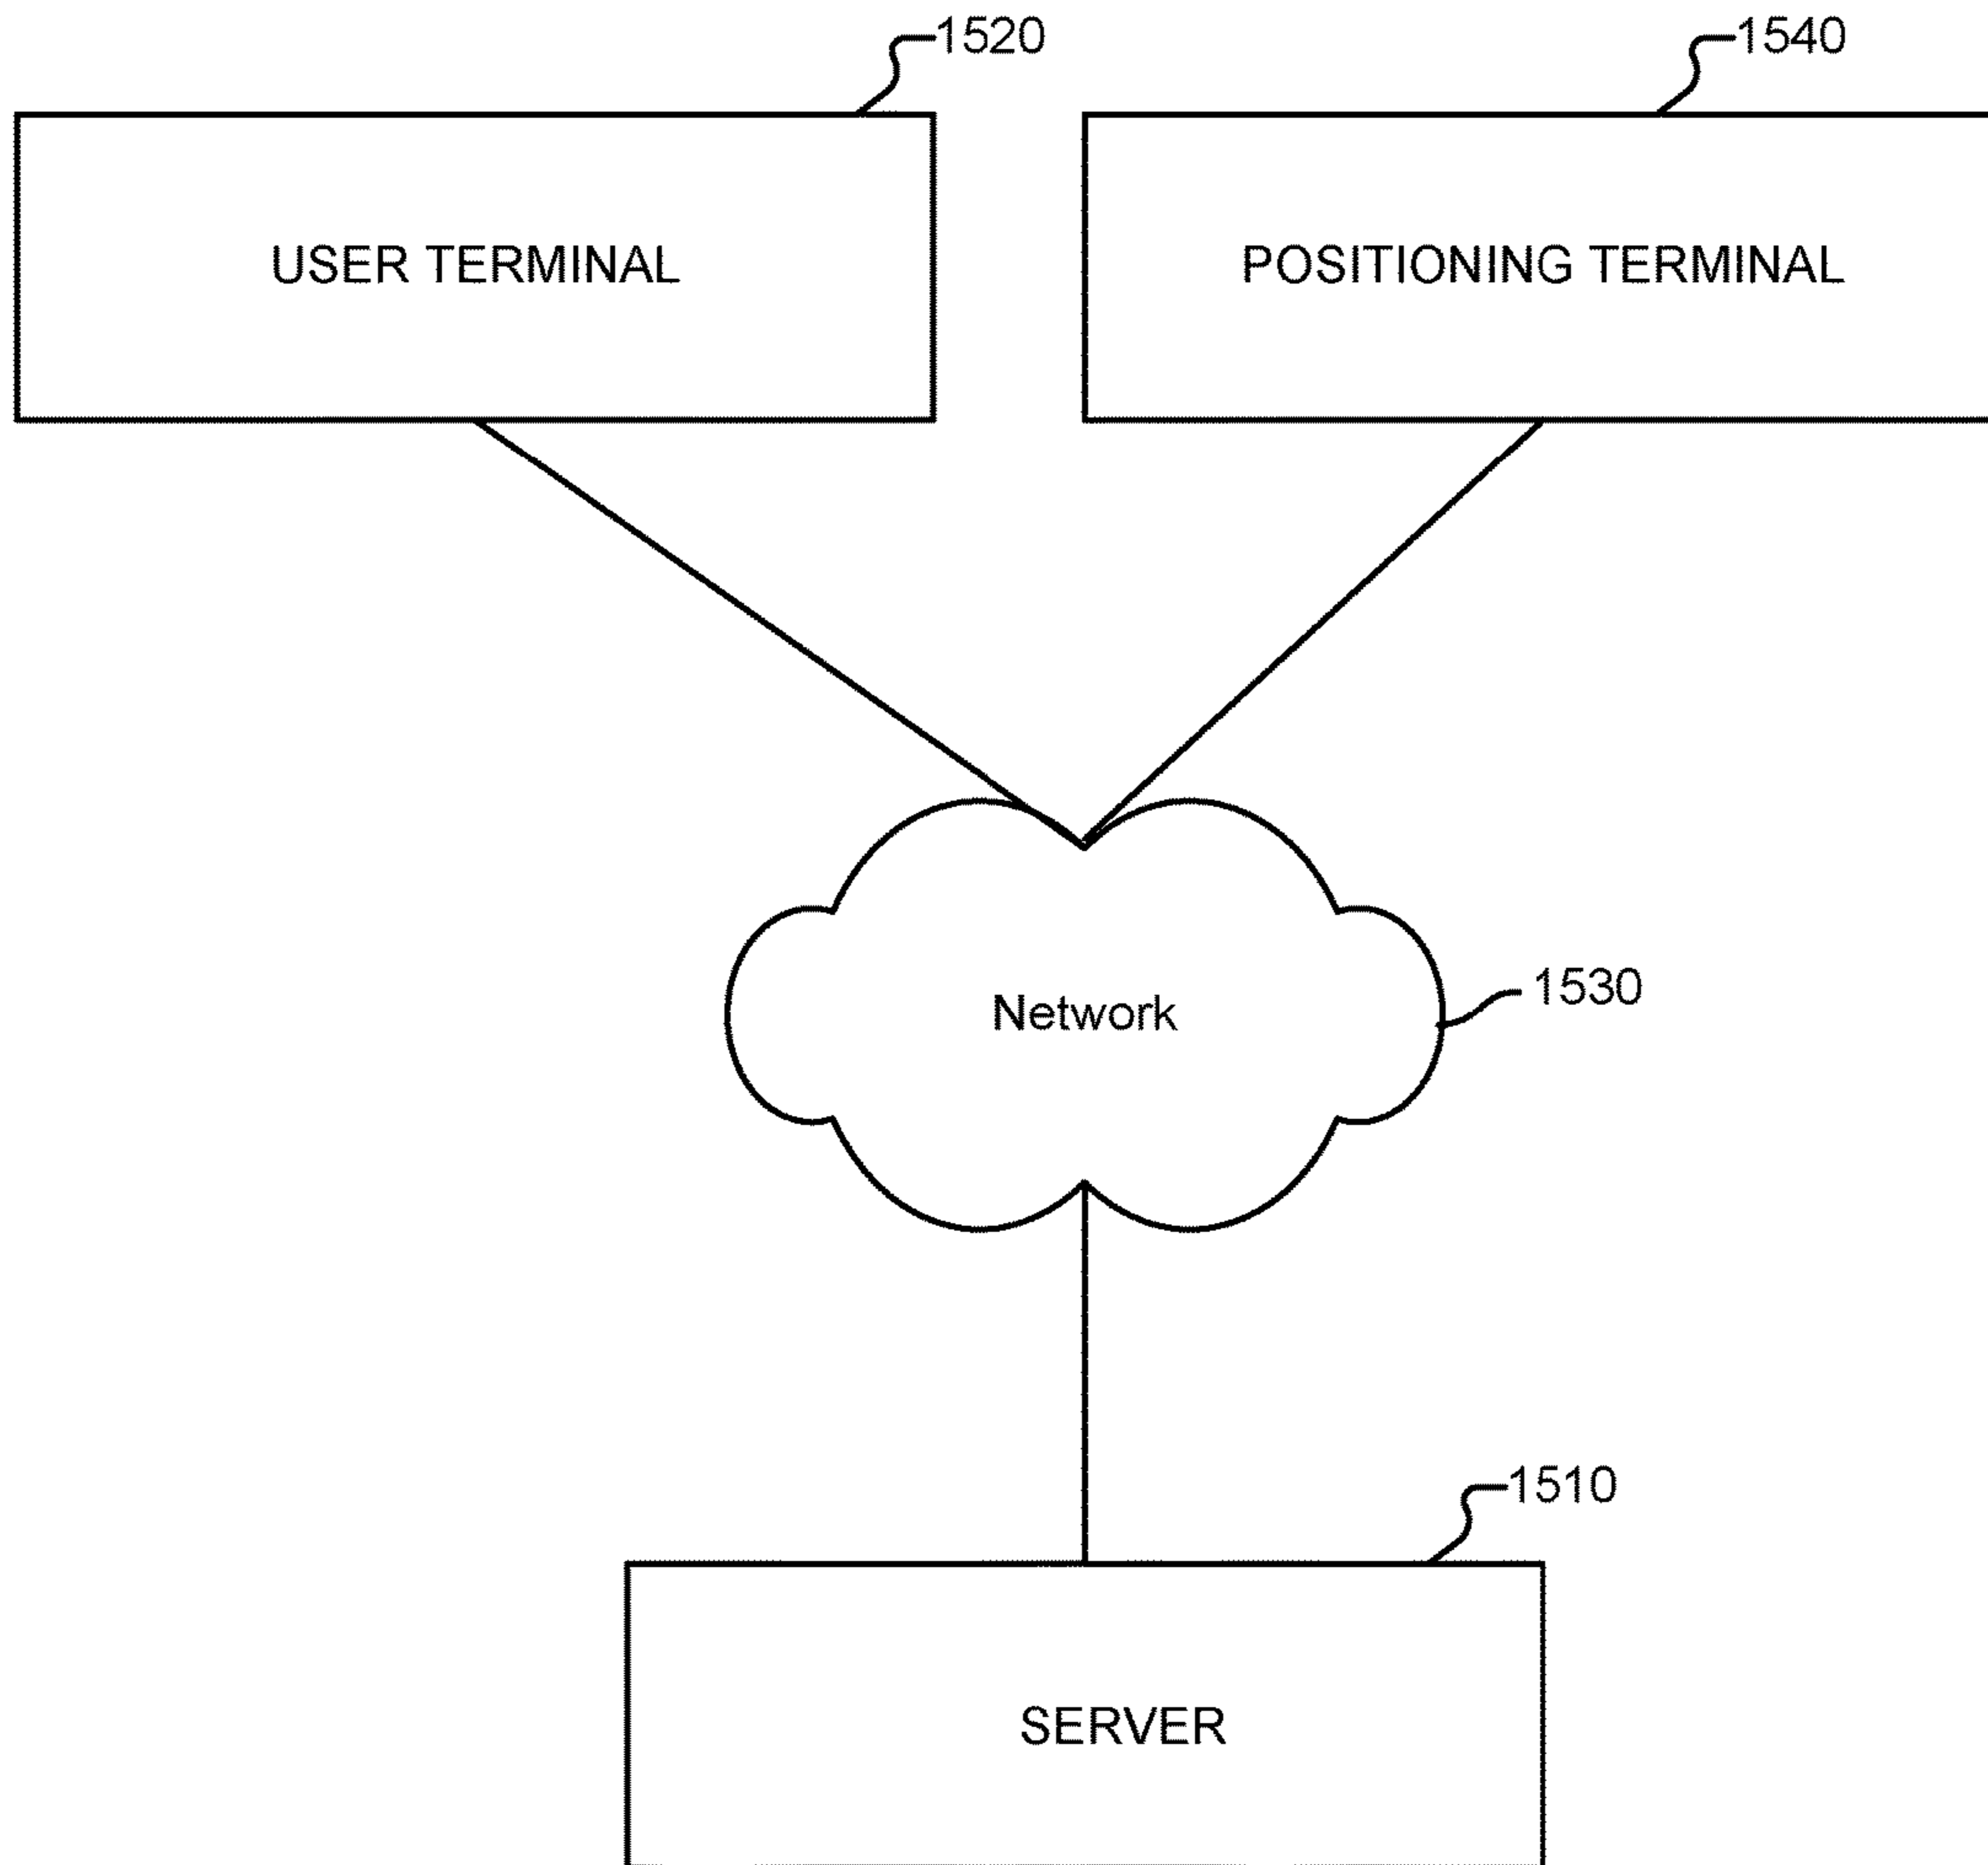 1520
1540
USER TERMINAL
POSITIONING TERMINAL
Network
1530
1510
SERVER